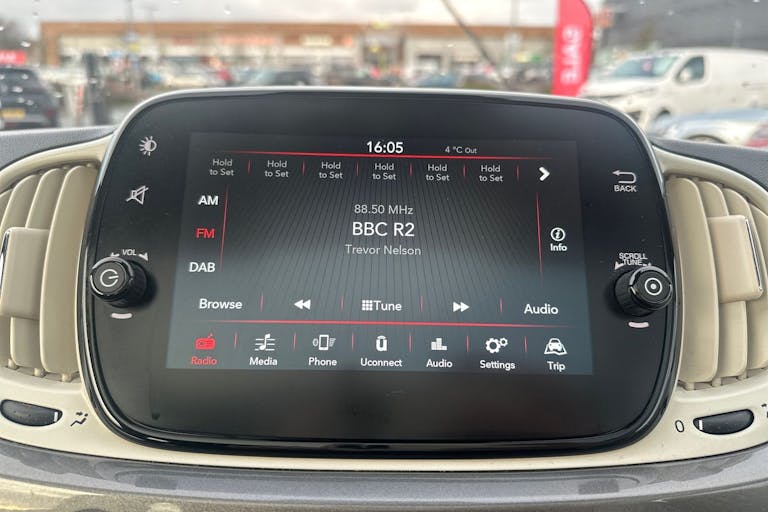 SALE
16:05
4 °C Out
Hold to Set
Hold to Set
Hold to Set
Hold to Set
Hold to Set
Hold to Set
BACK
AM
88.50 MHz
VOL
FM
BBC R2
Info
Trevor Nelson
SCROLL
TUNE
DAB
Browse
Tune
Audio
Radio
Media
Phone
Uconnect
Audio
Settings
Trip
0